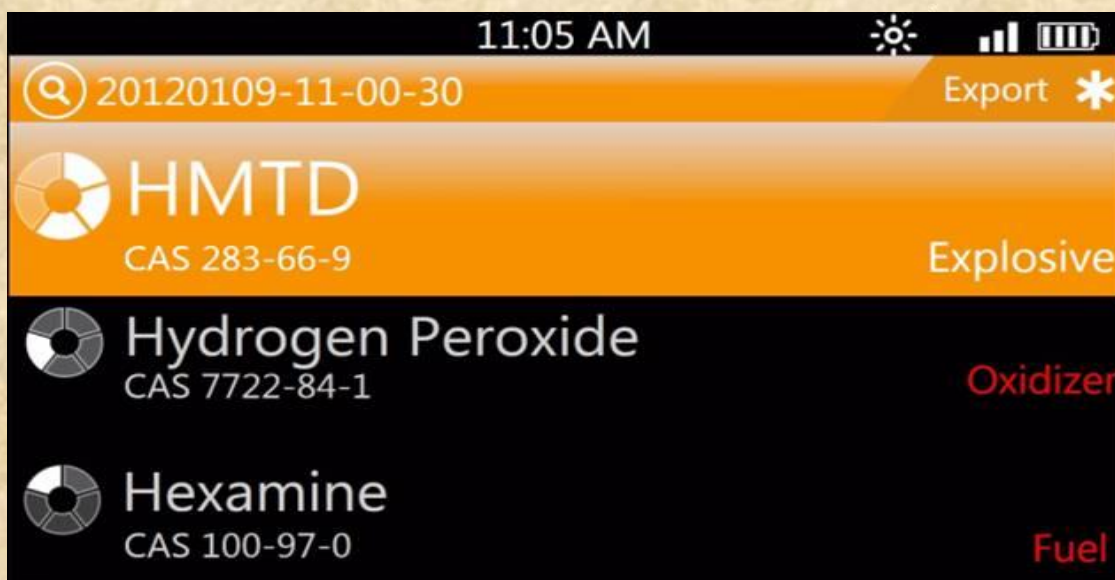 11:05 AM
20120109-11-00-30 Export *
HMTD
CAS 283-66-9 Explosive
Hydrogen Peroxide
CAS 7722-84-1 Oxidizer
Hexamine
CAS 100-97-0 Fuel